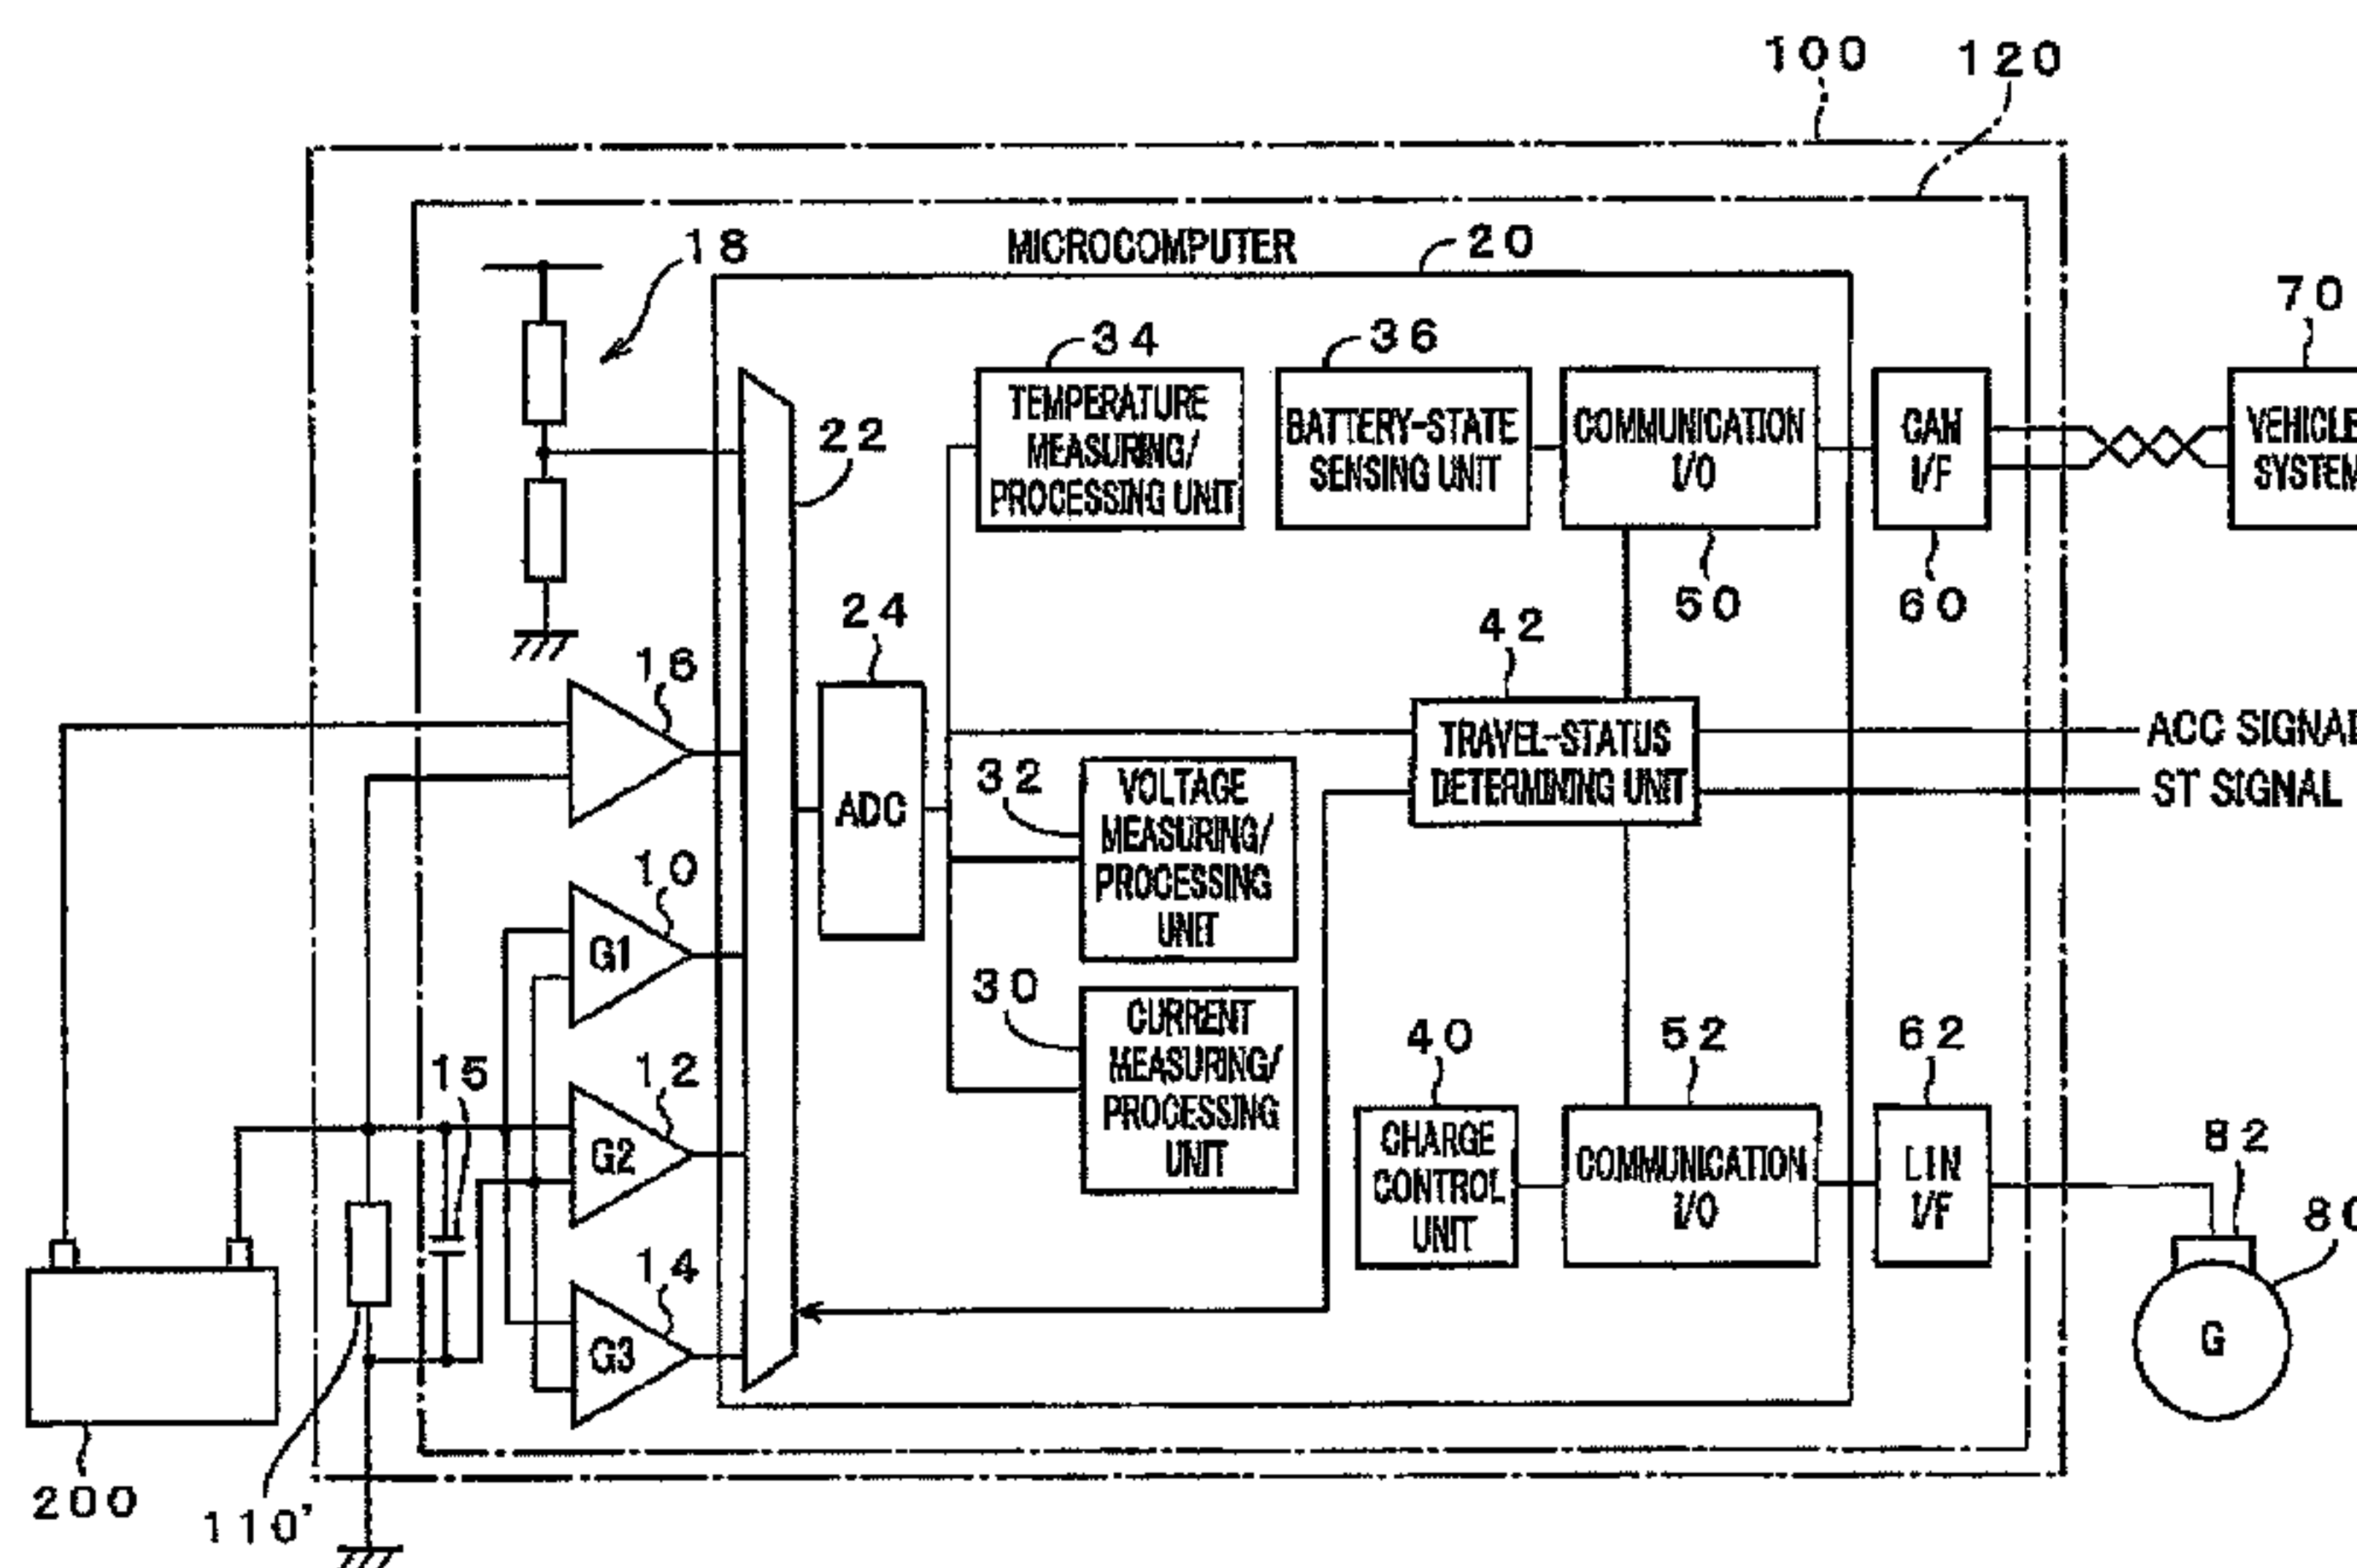 100
120
18
MICROCOMPUTER
20
70
34
36
TEMPERATURE
MEASURING/
PROCESSING UNIT
BATTERY-STATE
SENSING UNIT
COMMUNICATION
I/O
CAN
I/F
VEHICLE
SYSTEM
22
24
50
60
42
16
ADC
TRAVEL-STATUS
DETERMINING UNIT
ACC SIGNAL
ST SIGNAL
32
VOLTAGE
MEASURING/
PROCESSING
UNIT
10
G1
30
CURRENT
MEASURING/
PROCESSING
UNIT
15
12
G2
40
52
62
CHARGE
CONTROL
UNIT
COMMUNICATION
I/O
LIN
I/F
82
80
14
G3
G
200
110'